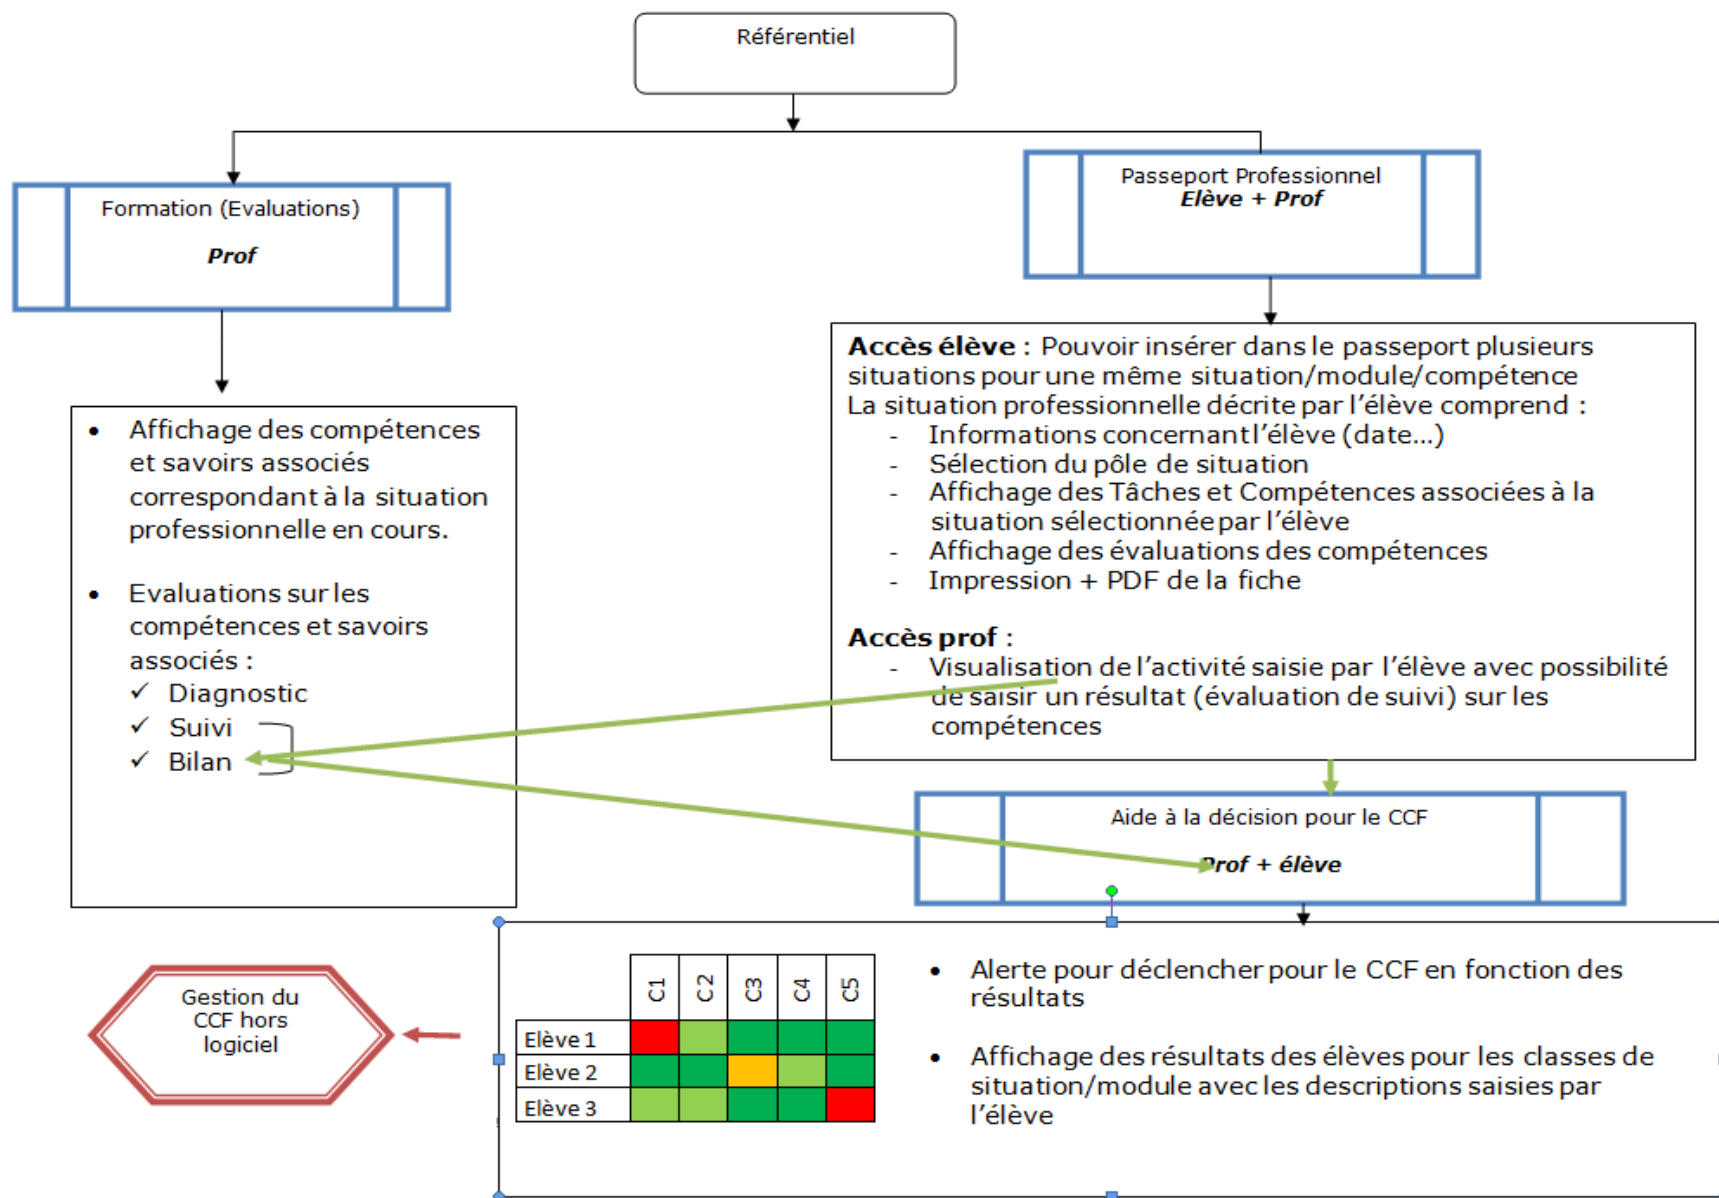 Référentiel
Formation (Evaluations)
Prof
Passeport Professionnel
Elève + Prof
• Affichage des compétences
et savoirs associés
correspondant à la situation
professionnelle en cours.
• Evaluations sur les
compétences et savoirs
associés :
✓ Diagnostic
✓ Suivi
✓ Bilan
Accès élève : Pouvoir insérer dans le passeport plusieurs
situations pour une même situation/module/compétence
La situation professionnelle décrite par l’élève comprend :
- Informations concernant l’élève (date…)
- Sélection du pôle de situation
- Affichage des Tâches et Compétences associées à la
situation sélectionnée par l’élève
- Affichage des évaluations des compétences
- Impression + PDF de la fiche
Accès prof :
- Visualisation de l’activité saisie par l’élève avec possibilité
de saisir un résultat (évaluation de suivi) sur les
compétences
Aide à la décision pour le CCF
Prof + élève
Gestion du
CCF hors
logiciel
C1 C2 C3 C4 C5
Elève 1
Elève 2
Elève 3
• Alerte pour déclencher pour le CCF en fonction des
résultats
• Affichage des résultats des élèves pour les classes de
situation/module avec les descriptions saisies par
l’élève